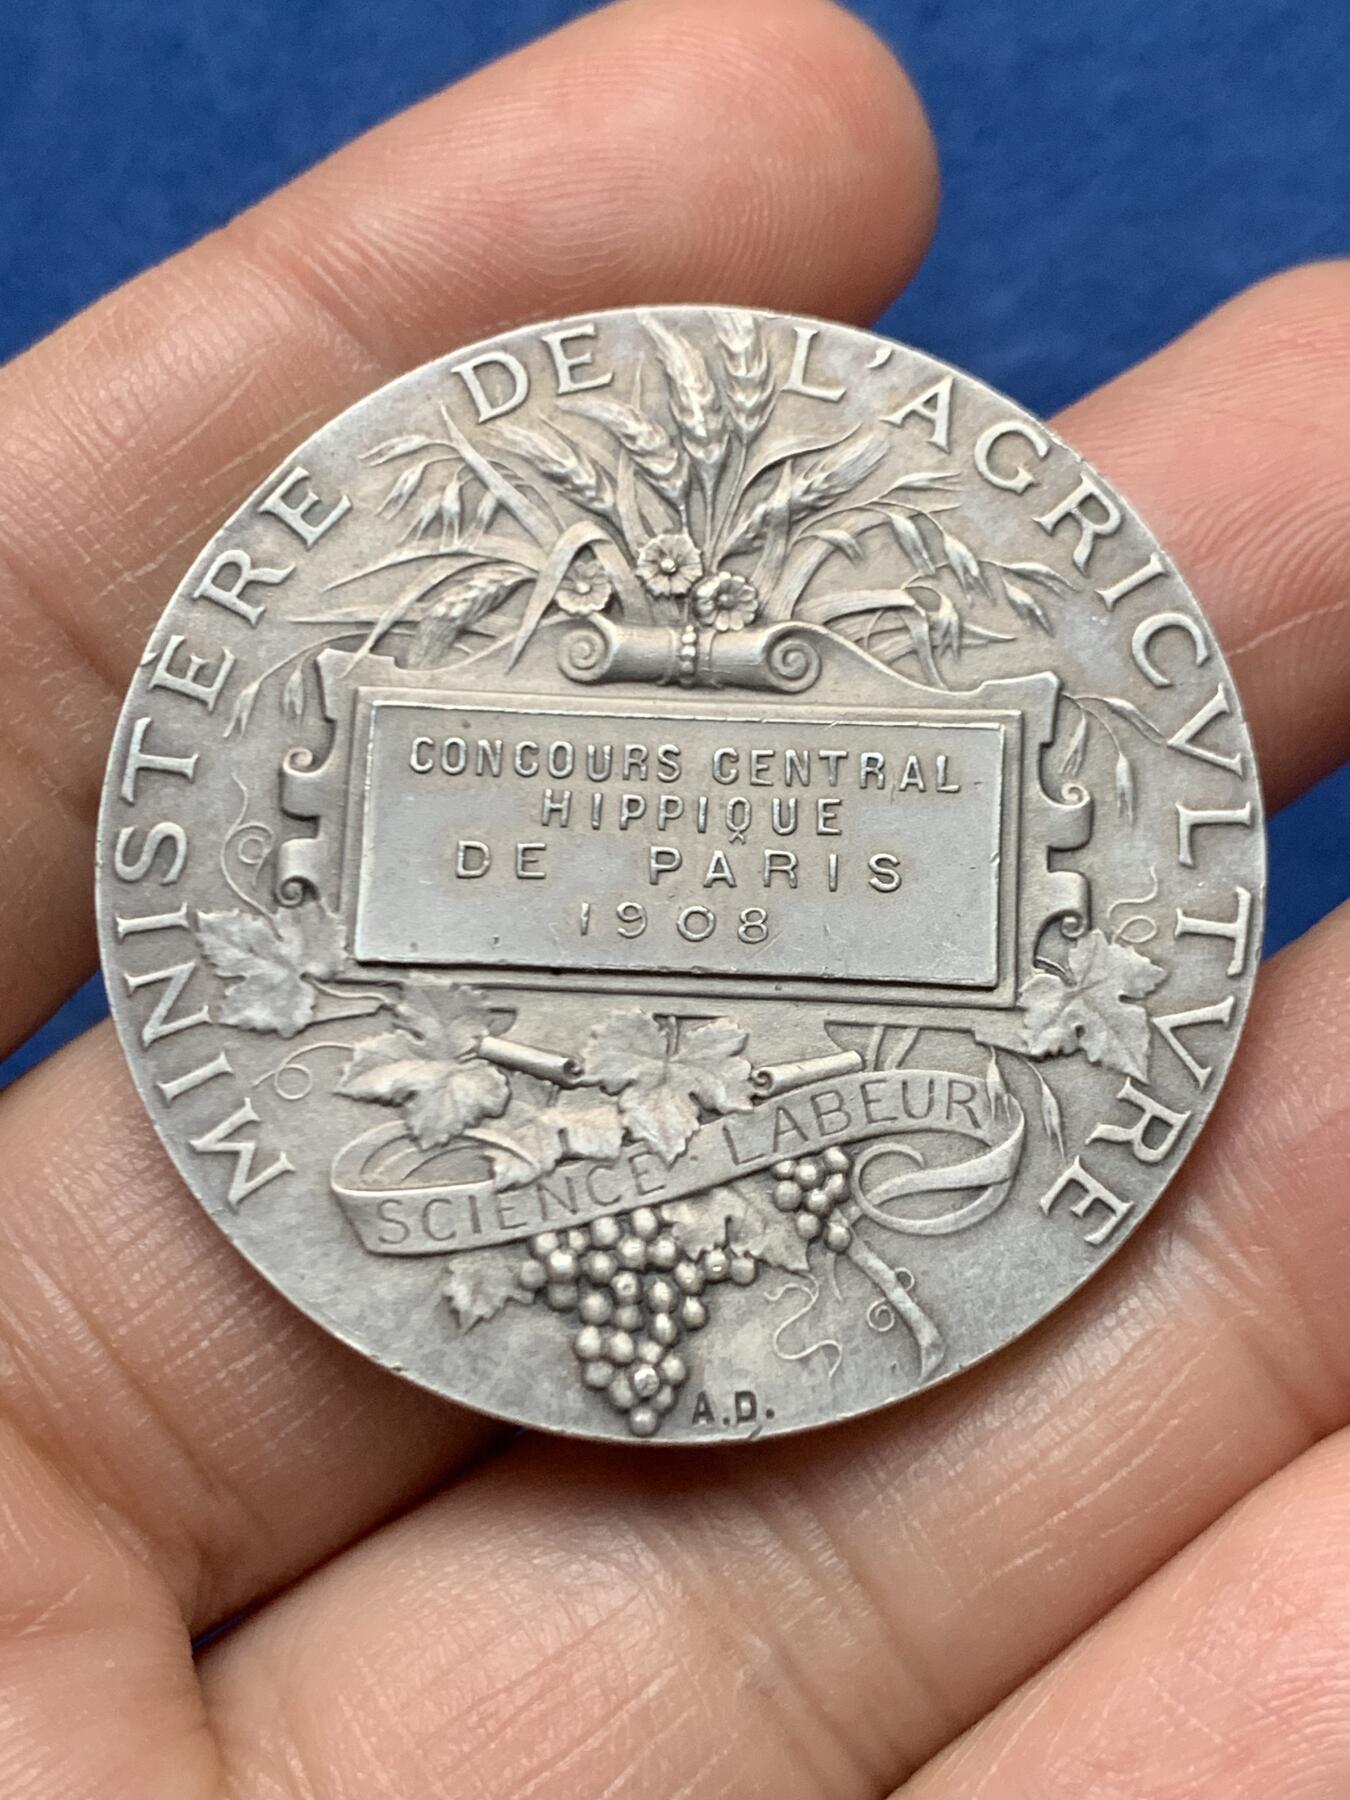 MINISTÈRE DE L'AGRICVLTVRE
CONCOURS CENTRAL
HIPPIQUE
DE PARIS
1908
SCIENCE · LABEUR
A.D.